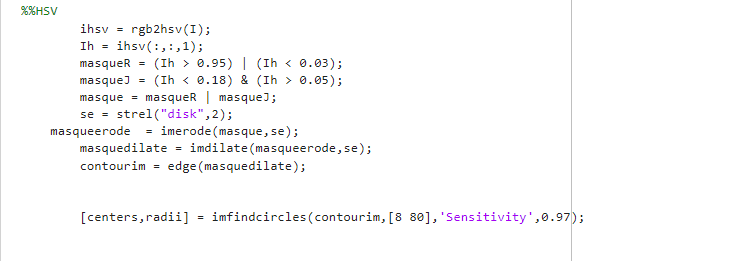 %%HSV
ihsv = rgb2hsv(I);
Ih = ihsv(:,:,1);
masqueR = (Ih > 0.95) | (Ih < 0.03);
masqueJ = (Ih < 0.18) & (Ih > 0.05);
masque = masqueR | masqueJ;
se = strel("disk",2);
masqueerode  = imerode(masque,se);
masquedilate = imdilate(masqueerode,se);
contourim = edge(masquedilate);
[centers,radii] = imfindcircles(contourim,[8 80],'Sensitivity',0.97);